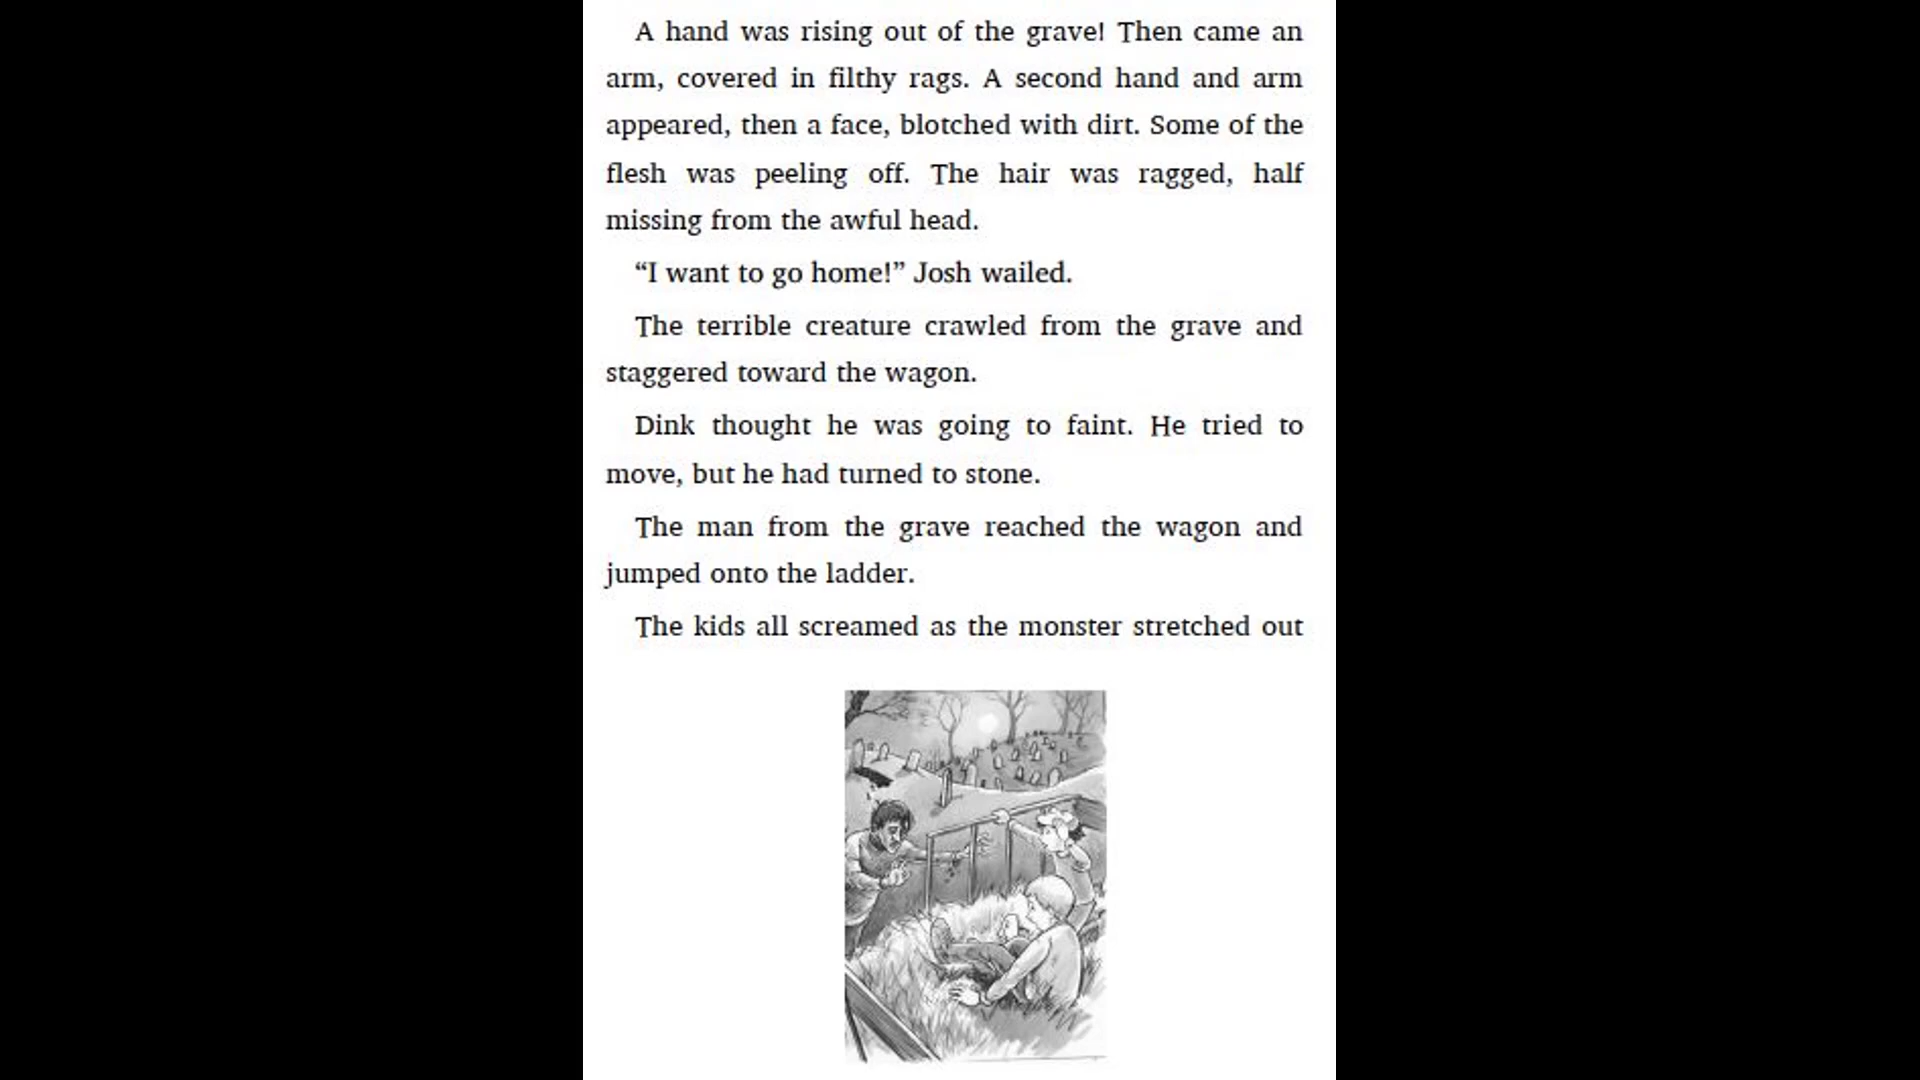 A hand was rising out of the grave! Then came an
arm, covered in filthy rags. A second hand and arm
appeared, then a face, blotched with dirt. Some of the
flesh was peeling off. The hair was ragged, half
missing from the awful head.
“I want to go home!” Josh wailed.
The terrible creature crawled from the grave and
staggered toward the wagon.
Dink thought he was going to faint. He tried to
move, but he had turned to stone.
The man from the grave reached the wagon and
jumped onto the ladder.
The kids all screamed as the monster stretched out